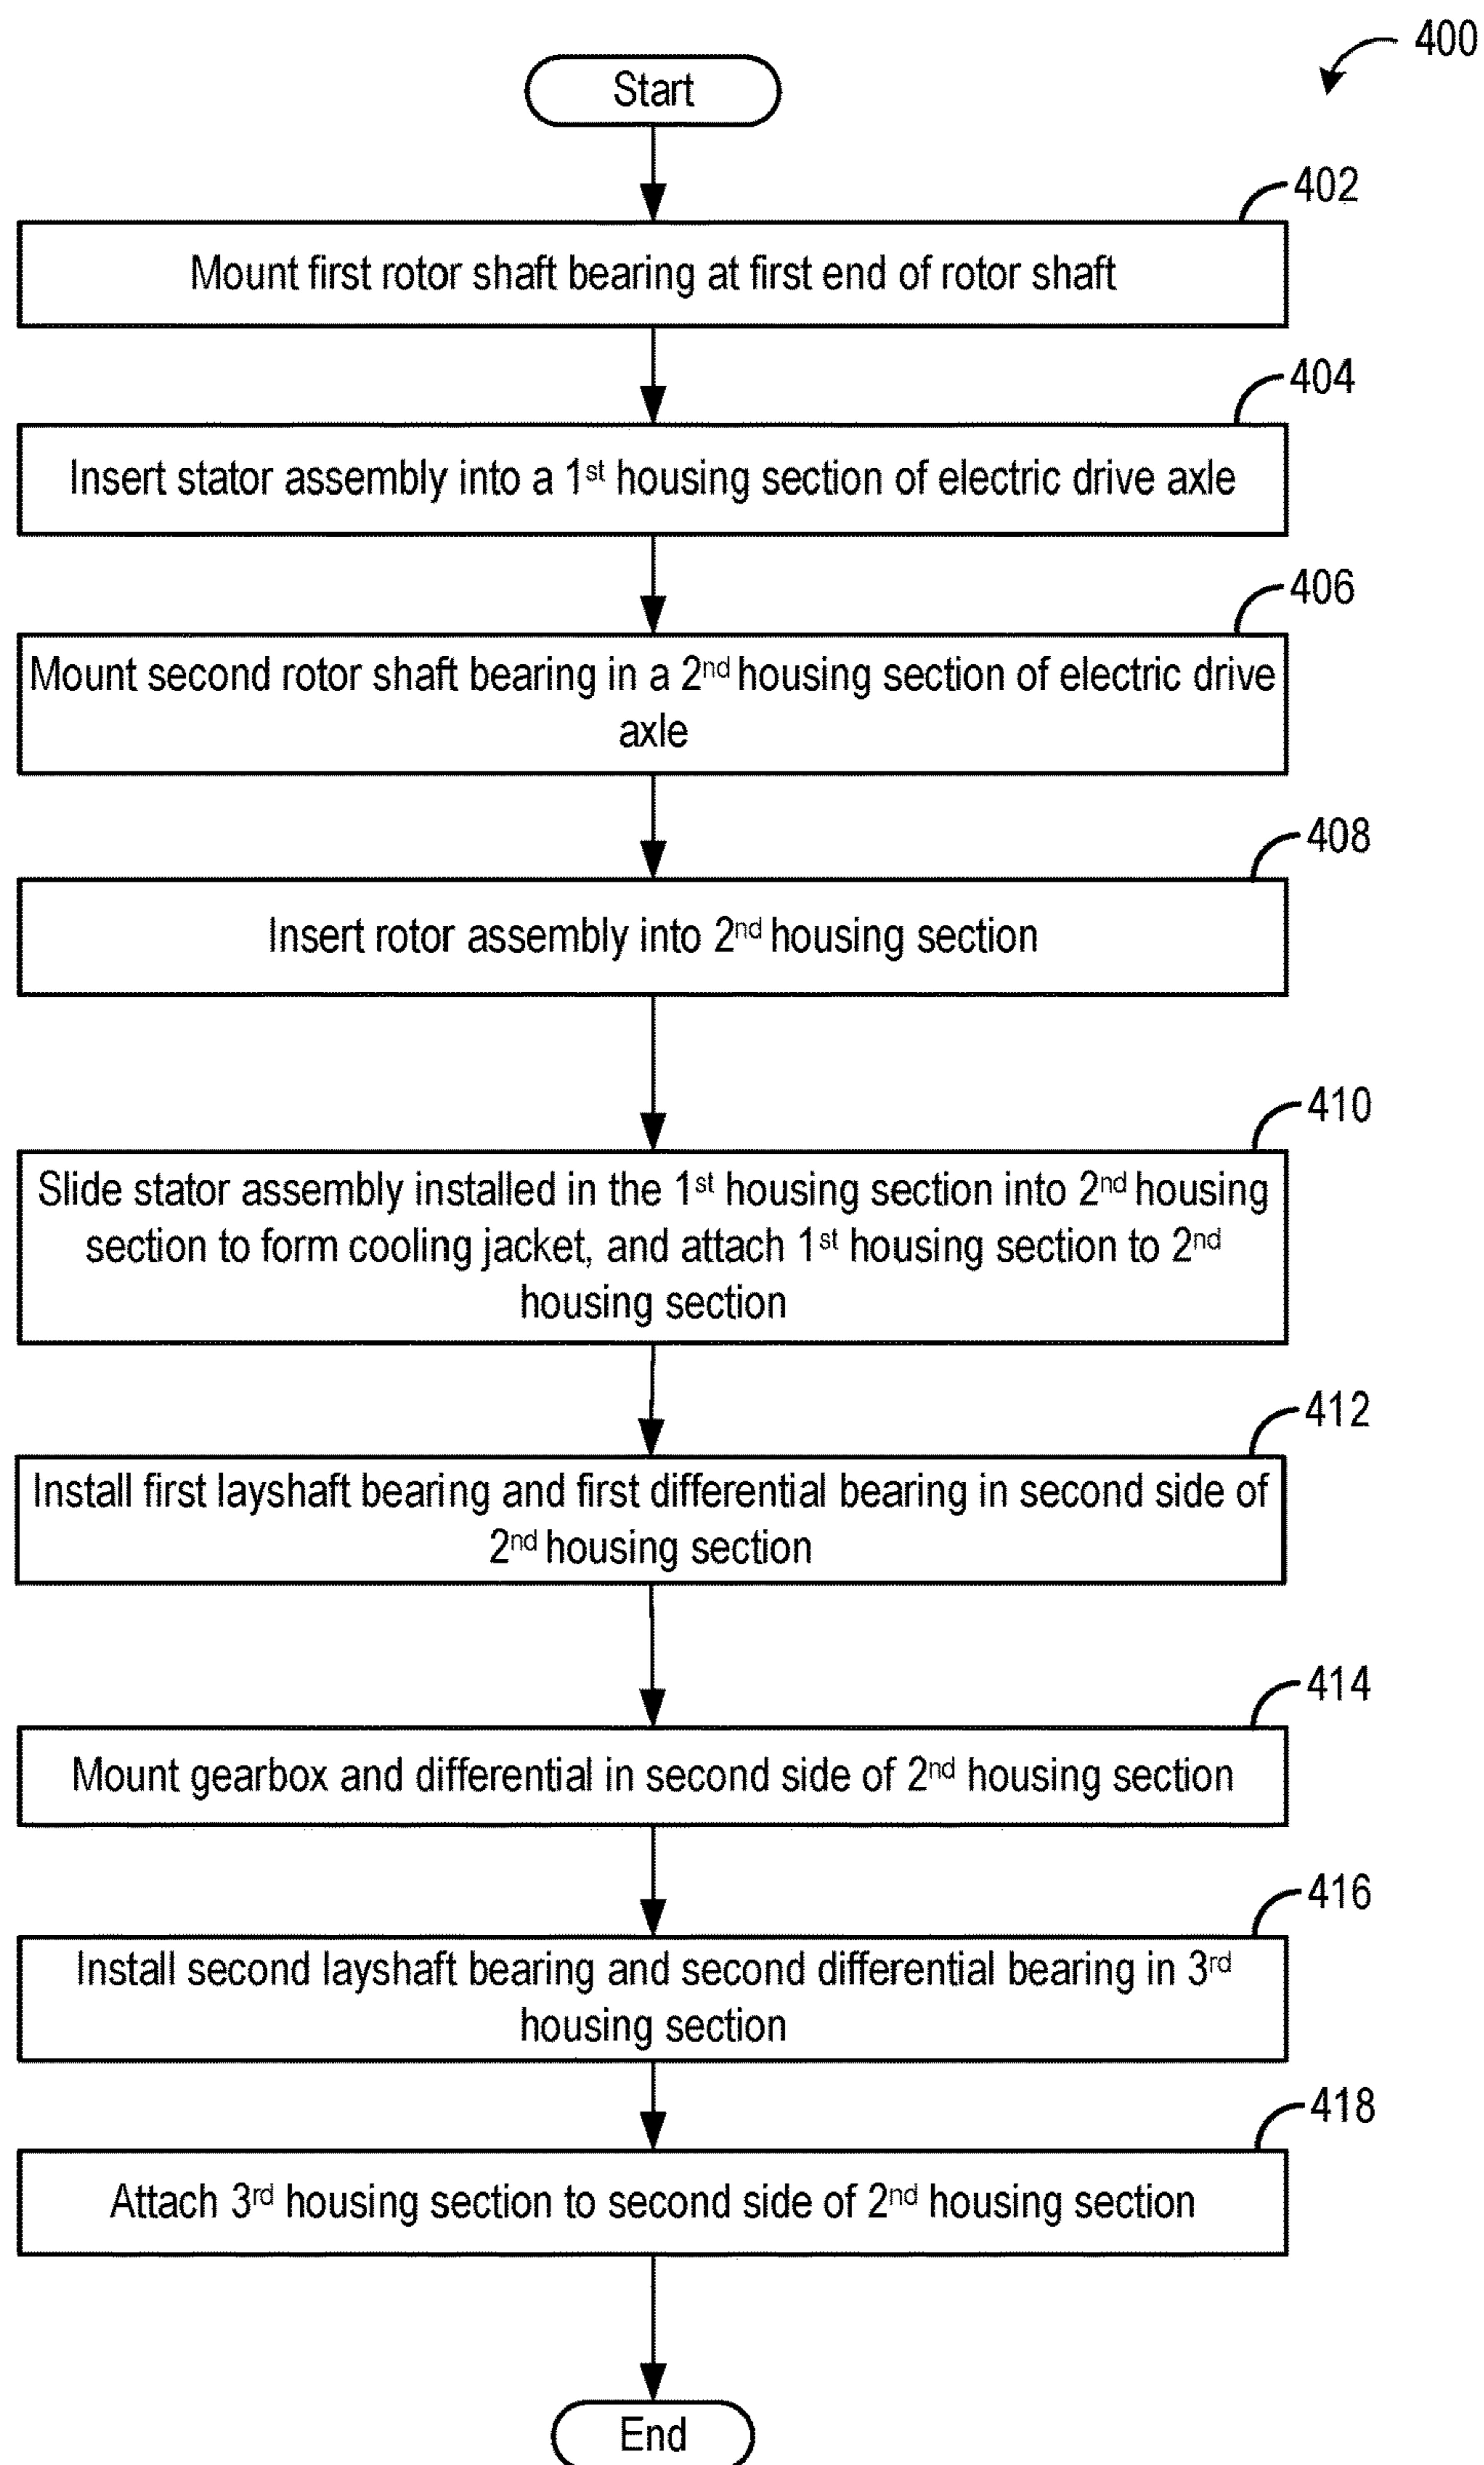 400
Start
402
Mount first rotor shaft bearing at first end of rotor shaft
404
Insert stator assembly into a 1st housing section of electric drive axle
406
Mount second rotor shaft bearing in a 2nd housing section of electric drive
axle
408
Insert rotor assembly into 2nd housing section
410
Slide stator assembly installed in the 1st housing section into 2nd housing
section to form cooling jacket, and attach 1st housing section to 2nd
housing section
412
Install first layshaft bearing and first differential bearing in second side of
2nd housing section
414
Mount gearbox and differential in second side of 2nd housing section
416
Install second layshaft bearing and second differential bearing in 3rd
housing section
418
Attach 3rd housing section to second side of 2nd housing section
End